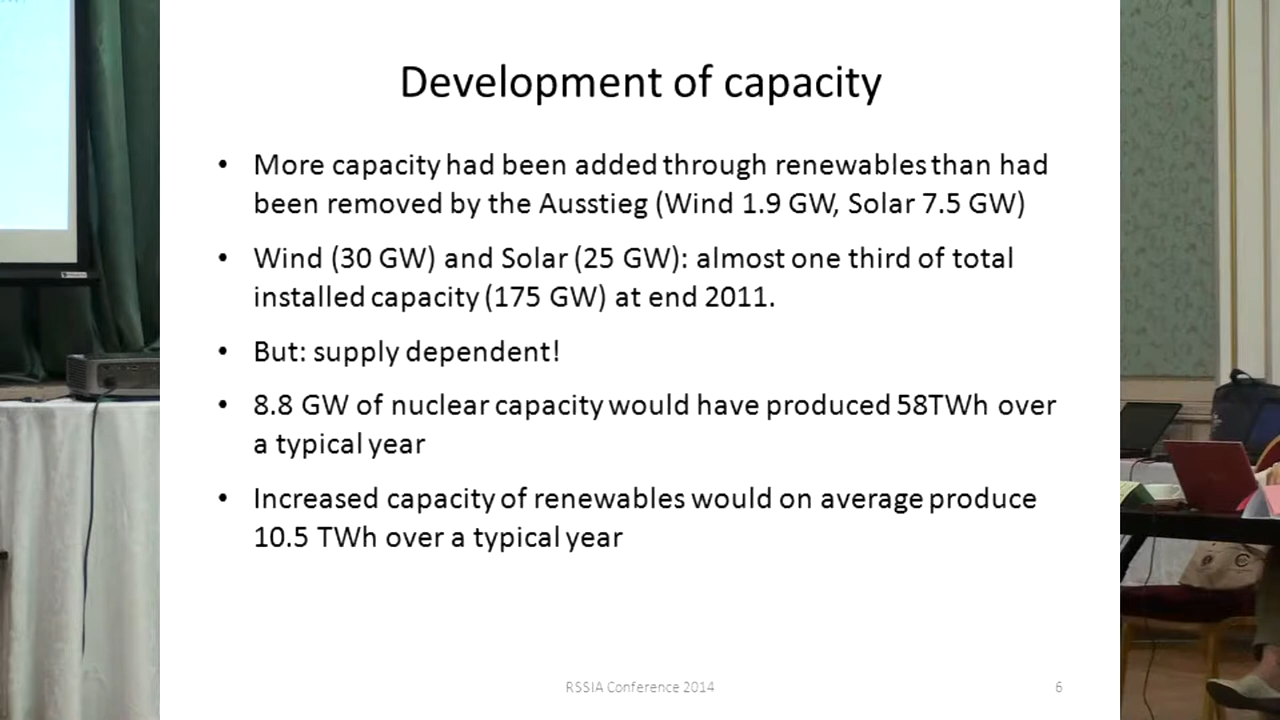 Development of capacity
• More capacity had been added through renewables than had
been removed by the Ausstieg (Wind 1.9 GW, Solar 7.5 GW)
• Wind (30 GW) and Solar (25 GW): almost one third of total
installed capacity (175 GW) at end 2011.
• But: supply dependent!
• 8.8 GW of nuclear capacity would have produced 58TWh over
a typical year
• Increased capacity of renewables would on average produce
10.5 TWh over a typical year
RSSIA Conference 2014
6